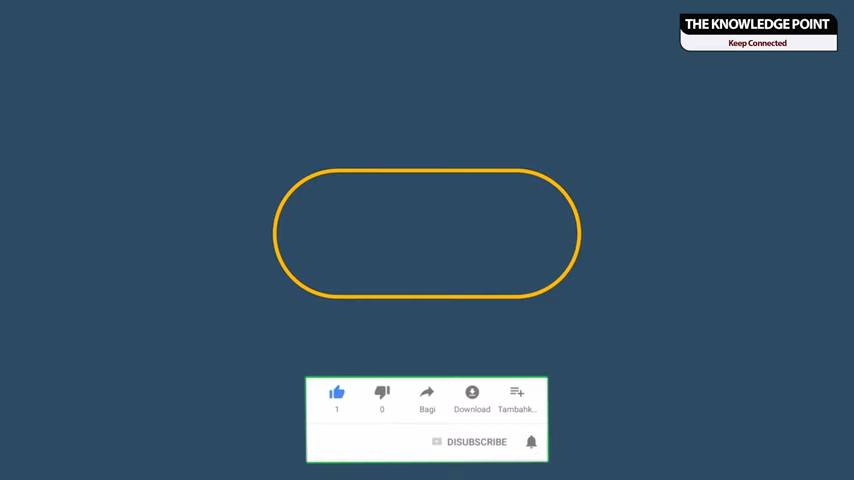 THE KNOWLEDGE POINT
Keep Connected
1
0
Bagi
Download
Tambahk...
DISUBSCRIBE